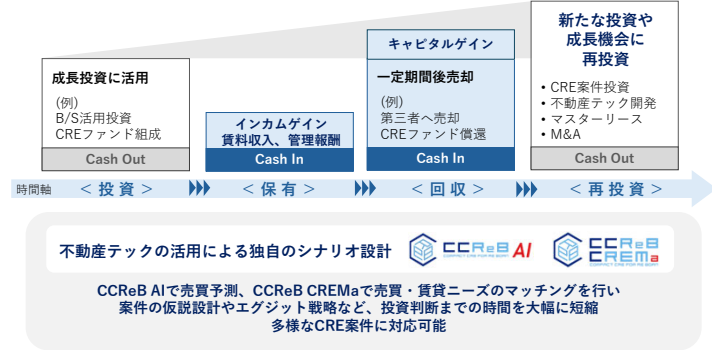 成長投資に活用
(例)
B/S活用投資
CREファンド組成
Cash Out
インカムゲイン
賃料収入、管理報酬
Cash In
キャピタルゲイン
一定期間後売却
(例)
第三者へ売却
CREファンド償還
Cash In
新たな投資や
成長機会に
再投資
• CRE案件投資
• 不動産テック開発
• マスターリース
• M&A
Cash Out
時間軸 <投資> <保有> <回収> <再投資>
不動産テックの活用による独自のシナリオ設計
CCReB AI
COMPACT CRE FOR RE BOOST
CCReB
CREMa
CCReB AIで売買予測、CCReB CREMaで売買・賃貸ニーズのマッチングを行い
案件の仮説設計やエグジット戦略など、投資判断までの時間を大幅に短縮
多様なCRE案件に対応可能